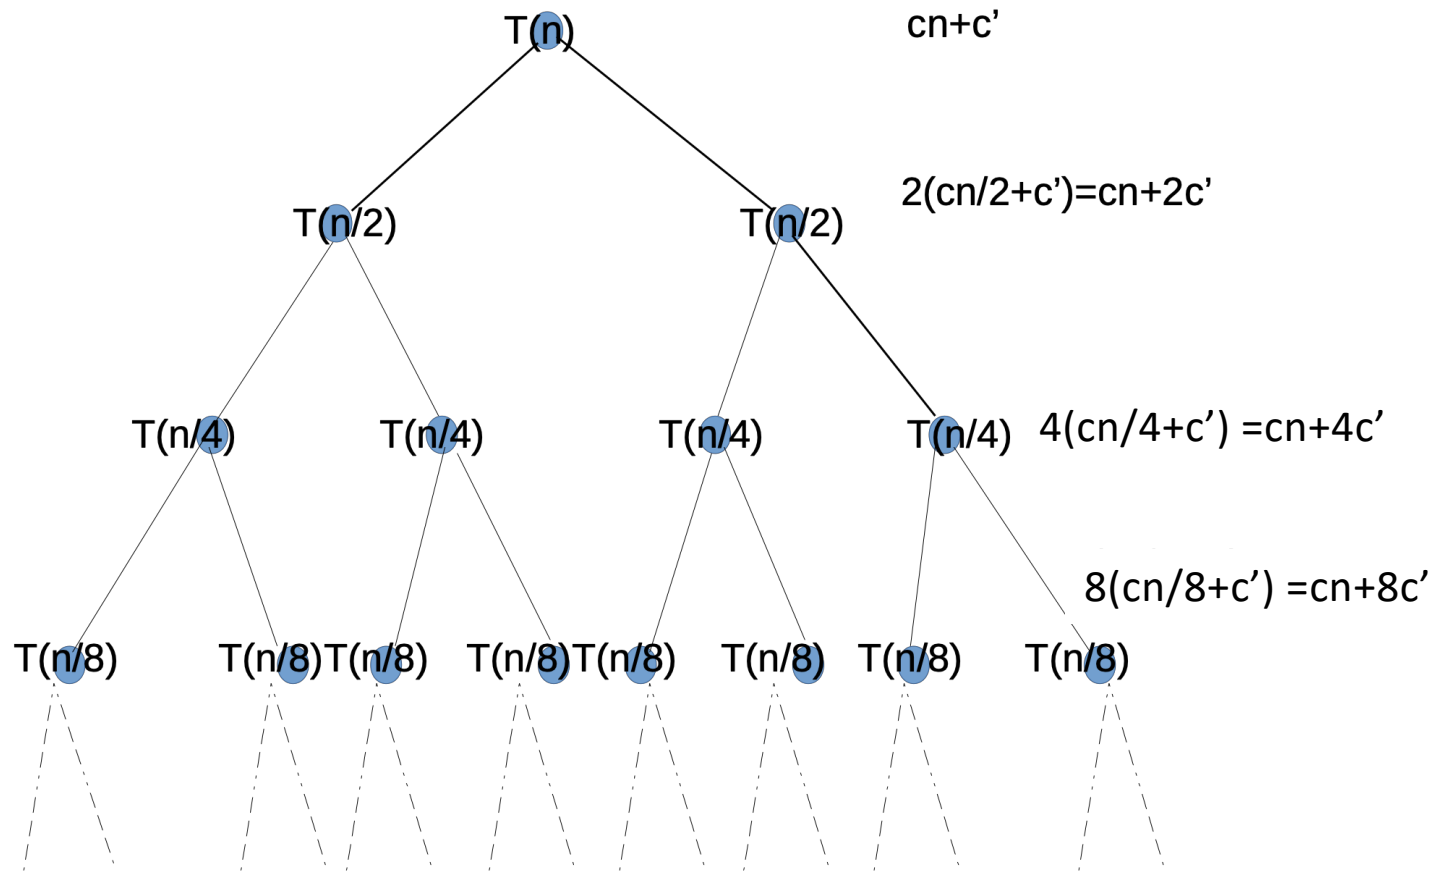 T(n)
cn+c’
T(n/2)
T(n/2)
2(cn/2+c’)=cn+2c’
T(n/4)
T(n/4)
T(n/4)
T(n/4)
4(cn/4+c’) =cn+4c’
8(cn/8+c’) =cn+8c’
T(n/8)
T(n/8)
T(n/8)
T(n/8)
T(n/8)
T(n/8)
T(n/8)
T(n/8)